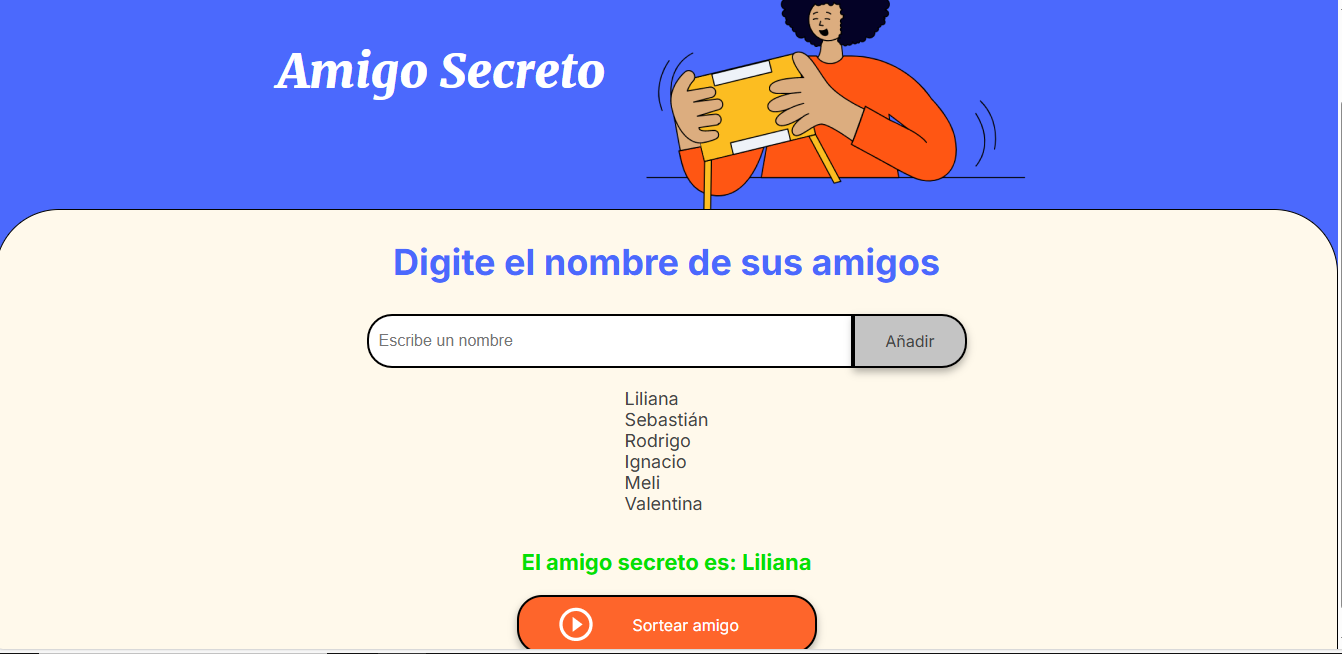 Amigo Secreto
Digite el nombre de sus amigos
Escribe un nombre
Añadir
Liliana
Sebastián
Rodrigo
Ignacio
Meli
Valentina
El amigo secreto es: Liliana
Sortear amigo